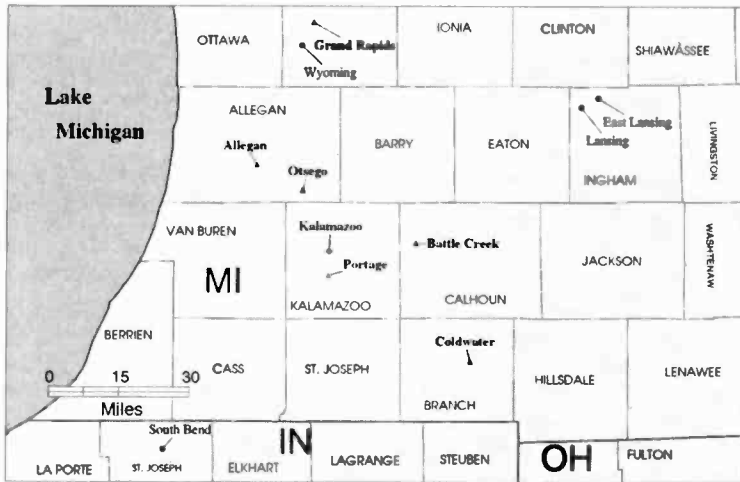 OTTAWA
Grand Rapids
Wyoming
IONIA
CLINTON
SHIAWASSEE
Lake
Michigan
ALLEGAN
Allegan
Otsego
BARRY
EATON
East Lansing
Lansing
INGHAM
LIVINGSTON
VAN BUREN
Kalamazoo
Portage
KALAMAZOO
MI
Battle Creek
CALHOUN
JACKSON
WASHTENAW
BERRIEN
CASS
ST. JOSEPH
Coldwater
BRANCH
HILLSDALE
LENAWEE
0 15 30
Miles
South Bend
IN
LA PORTE
ST. JOSEPH
ELKHART
LAGRANGE
STEUBEN
OH
FULTON